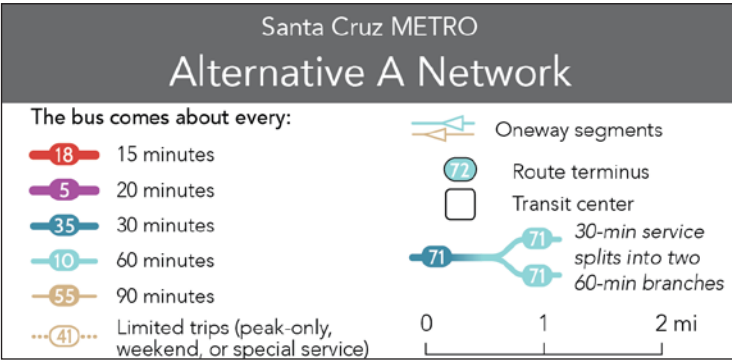 Santa Cruz METRO
Alternative A Network
The bus comes about every:
18 15 minutes
5 20 minutes
35 30 minutes
10 60 minutes
55 90 minutes
41 Limited trips (peak-only,
weekend, or special service)
Oneway segments
72 Route terminus
Transit center
71 71 30-min service
splits into two
71 60-min branches
0 1 2 mi